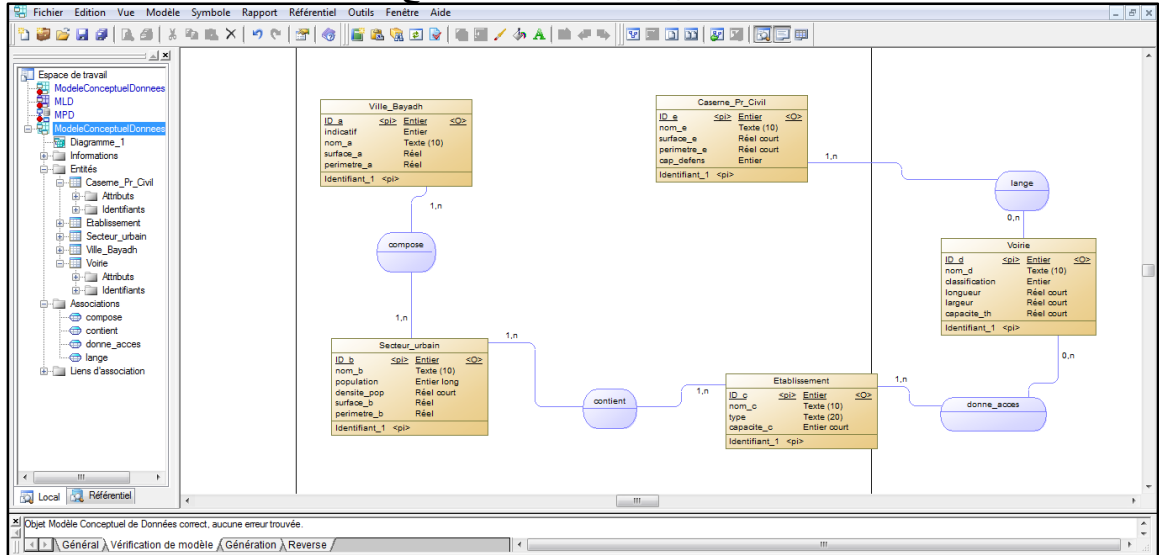 Fichier Edition Vue Modèle Symbole Rapport Référentiel Outils Fenêtre Aide
Espace de travail
ModeleConceptuelDonnees
MLD
MPD
ModeleConceptuelDonnees
Diagramme_1
Informations
Entités
Caserne_Pr_Civil
Attributs
Identifiants
Etablissement
Secteur_urbain
Ville_Bayadh
Voirie
Attributs
Identifiants
Associations
compose
contient
donne_acces
lange
Liens d'association
Local Référentiel
Ville_Bayadh
ID_a <pi> Entier <O>
indicatif Entier
nom_a Texte (10)
surface_a Réel
perimetre_a Réel
Identifiant_1 <pi>
1,n
compose
1,n
Secteur_urbain
ID_b <pi> Entier <O>
nom_b Texte (10)
population Entier long
densite_pop Réel court
surface_b Réel
perimetre_b Réel
Identifiant_1 <pi>
1,n
contient
1,n
Caserne_Pr_Civil
ID_e <pi> Entier <O>
nom_e Texte (10)
surface_e Réel court
perimetre_e Réel court
cap_defens Entier
Identifiant_1 <pi>
1,n
lange
0,n
Voirie
ID_d <pi> Entier <O>
nom_d Texte (10)
classification Entier
longueur Réel court
largeur Réel court
capacite_th Réel court
Identifiant_1 <pi>
0,n
Etablissement
ID_c <pi> Entier <O>
nom_c Texte (10)
type Texte (20)
capacite_c Entier court
Identifiant_1 <pi>
1,n
donne_acces
Objet Modèle Conceptuel de Données correct, aucune erreur trouvée.
Général Vérification de modèle Génération Reverse